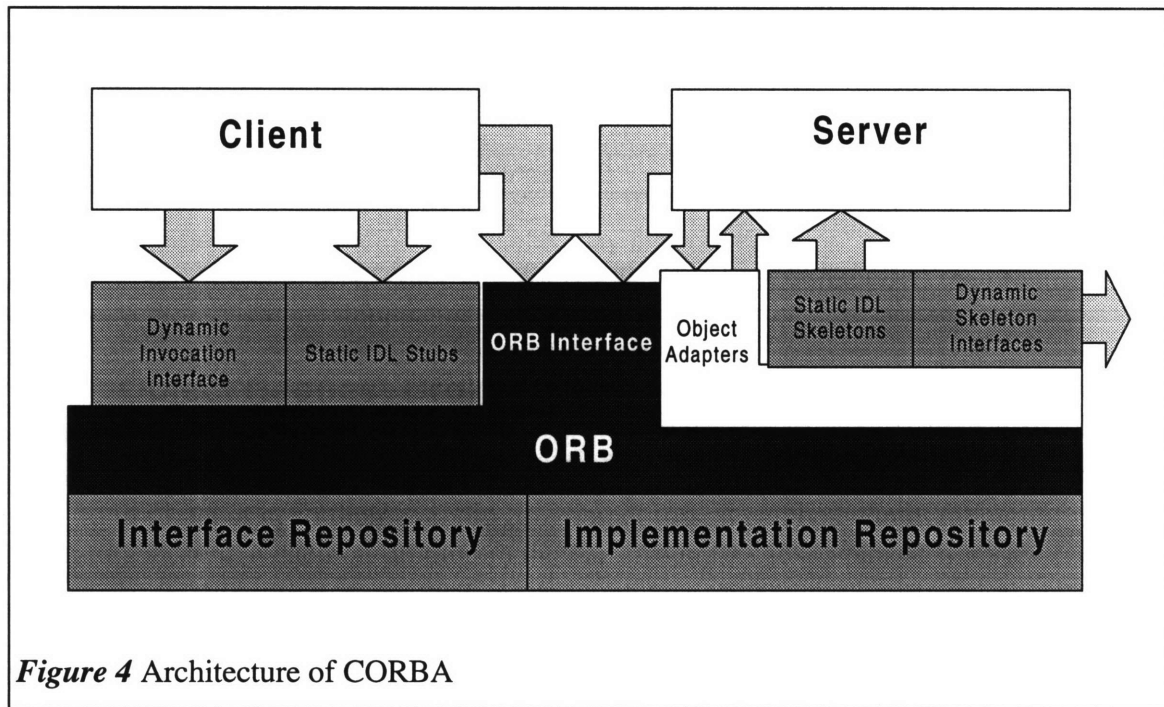 Client
Server
Dynamic
Invocation
Interface
Static IDL Stubs
ORB Interface
Object
Adapters
Static IDL
Skeletons
Dynamic
Skeleton
Interfaces
ORB
Interface Repository
Implementation Repository
Figure 4 Architecture of CORBA